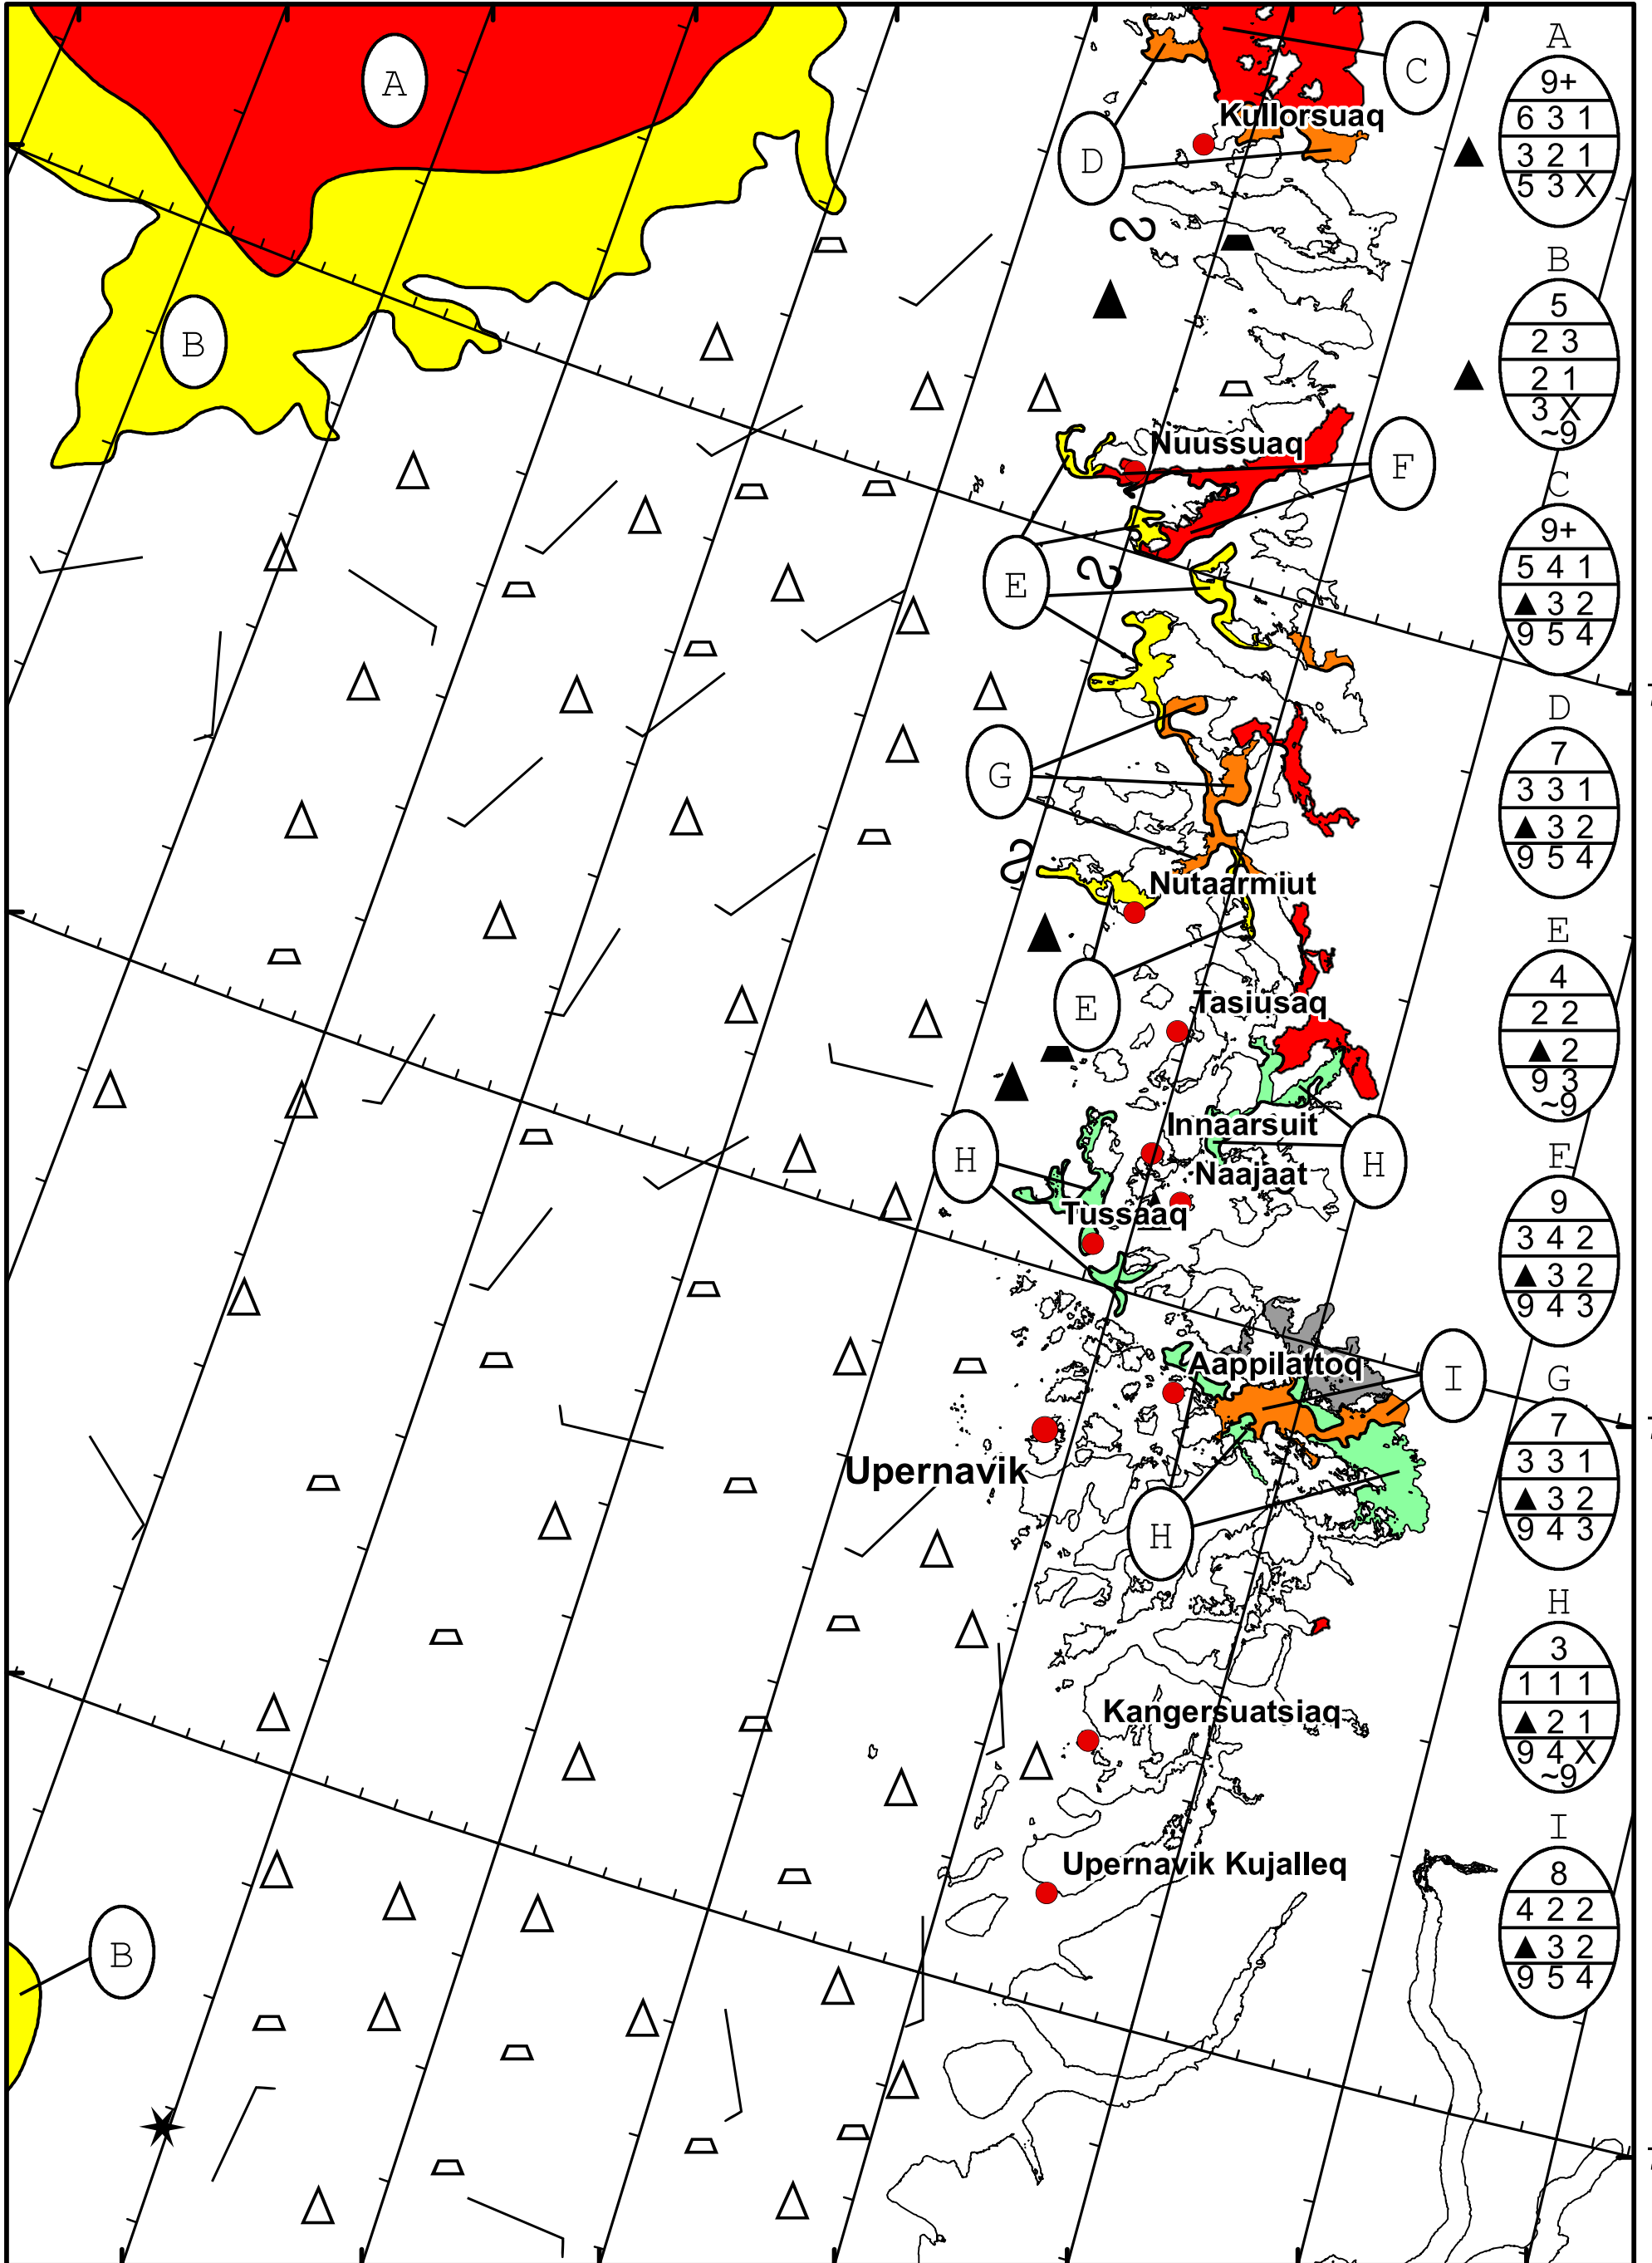 A
C
Kullorsuaq
D
B
Nuussuaq
F
E
G
Nutaarmiut
E
Tasiusaq
Innaarsuit
H
H
Naajaat
Tussaaq
Aappilattoq
I
Upernavik
H
Kangersuatsiaq
Upernavik Kujalleq
B
A
9+
6 3 1
3 2 1
5 3 X
B
5
2 3
2 1
3 X
~9
C
9+
5 4 1
▲ 3 2
9 5 4
D
7
3 3 1
▲ 3 2
9 5 4
E
4
2 2
▲ 2
9 3
~9
F
9
3 4 2
▲ 3 2
9 4 3
G
7
3 3 1
▲ 3 2
9 4 3
H
3
1 1 1
▲ 2 1
9 4 X
~9
I
8
4 2 2
▲ 3 2
9 5 4